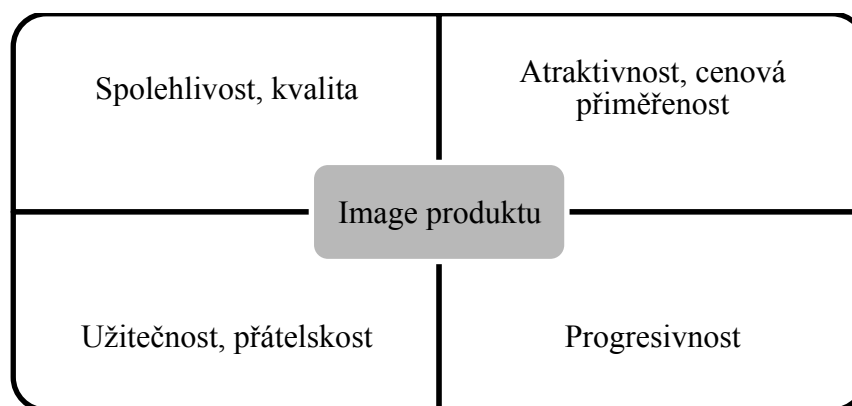 Spolehlivost, kvalita
Atraktivnost, cenová
přiměřenost
Image produktu
Užitečnost, přátelskost
Progresivnost